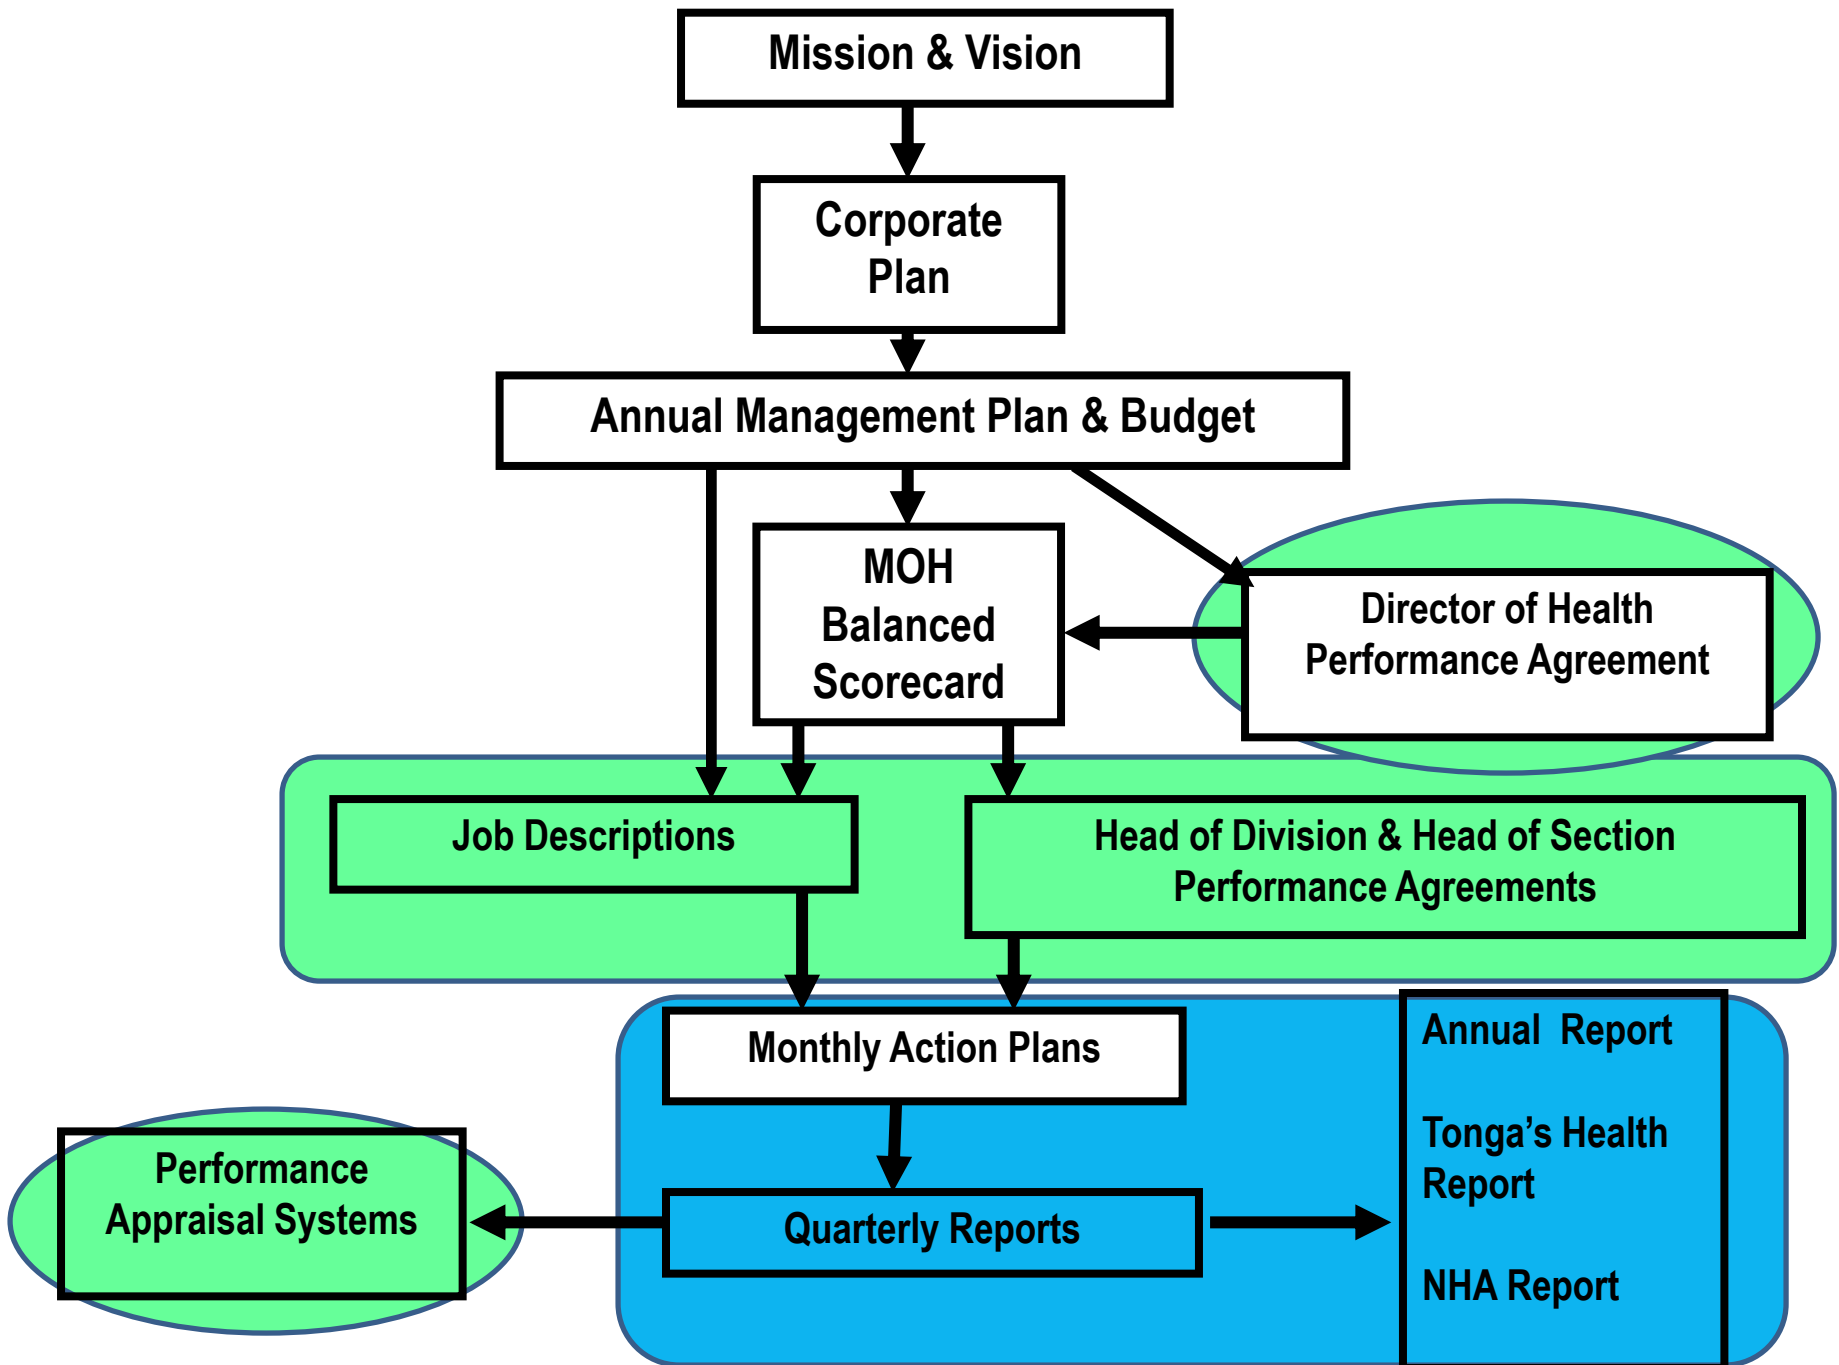 Mission & Vision
Corporate
Plan
Annual Management Plan & Budget
MOH
Balanced
Scorecard
Director of Health
Performance Agreement
Job Descriptions
Head of Division & Head of Section
Performance Agreements
Monthly Action Plans
Annual  Report
Tonga’s Health
Report
NHA Report
Performance
Appraisal Systems
Quarterly Reports